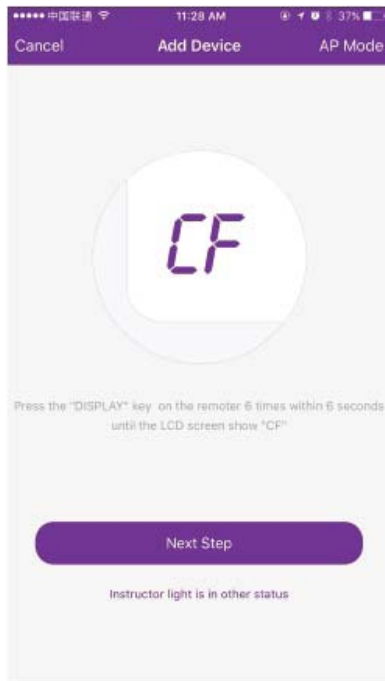 中国联通 11:28 AM 37%
Cancel Add Device AP Mode
CF
Press the "DISPLAY" key on the remoter 6 times within 6 seconds
until the LCD screen show "CF"
Next Step
Instructor light is in other status